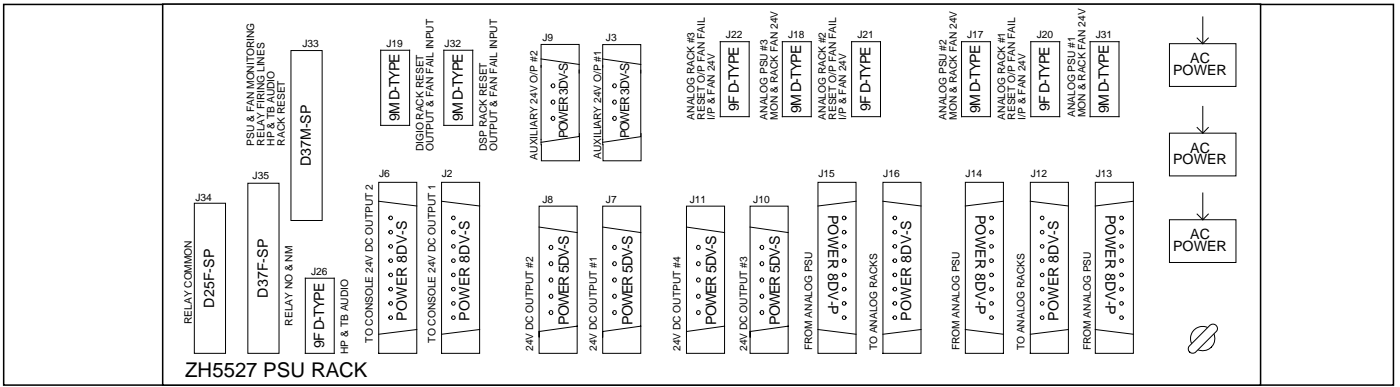 J33
PSU & FAN MONITORING
RELAY FIRING LINES
HP & TB AUDIO
RACK RESET
D37M-SP
J19
9M D-TYPE
DIGIO RACK RESET
OUTPUT & FAN FAIL INPUT
J32
9M D-TYPE
DSP RACK RESET
OUTPUT & FAN FAIL INPUT
J9
AUXILIARY 24V O/P #2
POWER 3DV-S
J3
AUXILIARY 24V O/P #1
POWER 3DV-S
J22
ANALOG RACK #3
RESET O/P FAN FAIL
I/P & FAN 24V
9F D-TYPE
J18
ANALOG PSU #3
MON & RACK FAN 24V
9M D-TYPE
J21
ANALOG RACK #2
RESET O/P FAN FAIL
I/P & FAN 24V
9F D-TYPE
J17
ANALOG PSU #2
MON & RACK FAN 24V
9M D-TYPE
J20
ANALOG RACK #1
RESET O/P FAN FAIL
I/P & FAN 24V
9F D-TYPE
J31
ANALOG PSU #1
MON & RACK FAN 24V
9M D-TYPE
AC
POWER
AC
POWER
AC
POWER
J34
RELAY COMMON
D25F-SP
J35
D37F-SP
RELAY NO & NM
J26
9F D-TYPE
HP & TB AUDIO
J6
TO CONSOLE 24V DC OUTPUT 2
POWER 8DV-S
J2
TO CONSOLE 24V DC OUTPUT 1
POWER 8DV-S
J8
24V DC OUTPUT #2
POWER 5DV-S
J7
24V DC OUTPUT #1
POWER 5DV-S
J11
24V DC OUTPUT #4
POWER 5DV-S
J10
24V DC OUTPUT #3
POWER 5DV-S
J15
FROM ANALOG PSU
POWER 8DV-P
J16
TO ANALOG RACKS
POWER 8DV-S
J14
FROM ANALOG PSU
POWER 8DV-P
J12
TO ANALOG RACKS
POWER 8DV-S
J13
FROM ANALOG PSU
POWER 8DV-P
ZH5527 PSU RACK